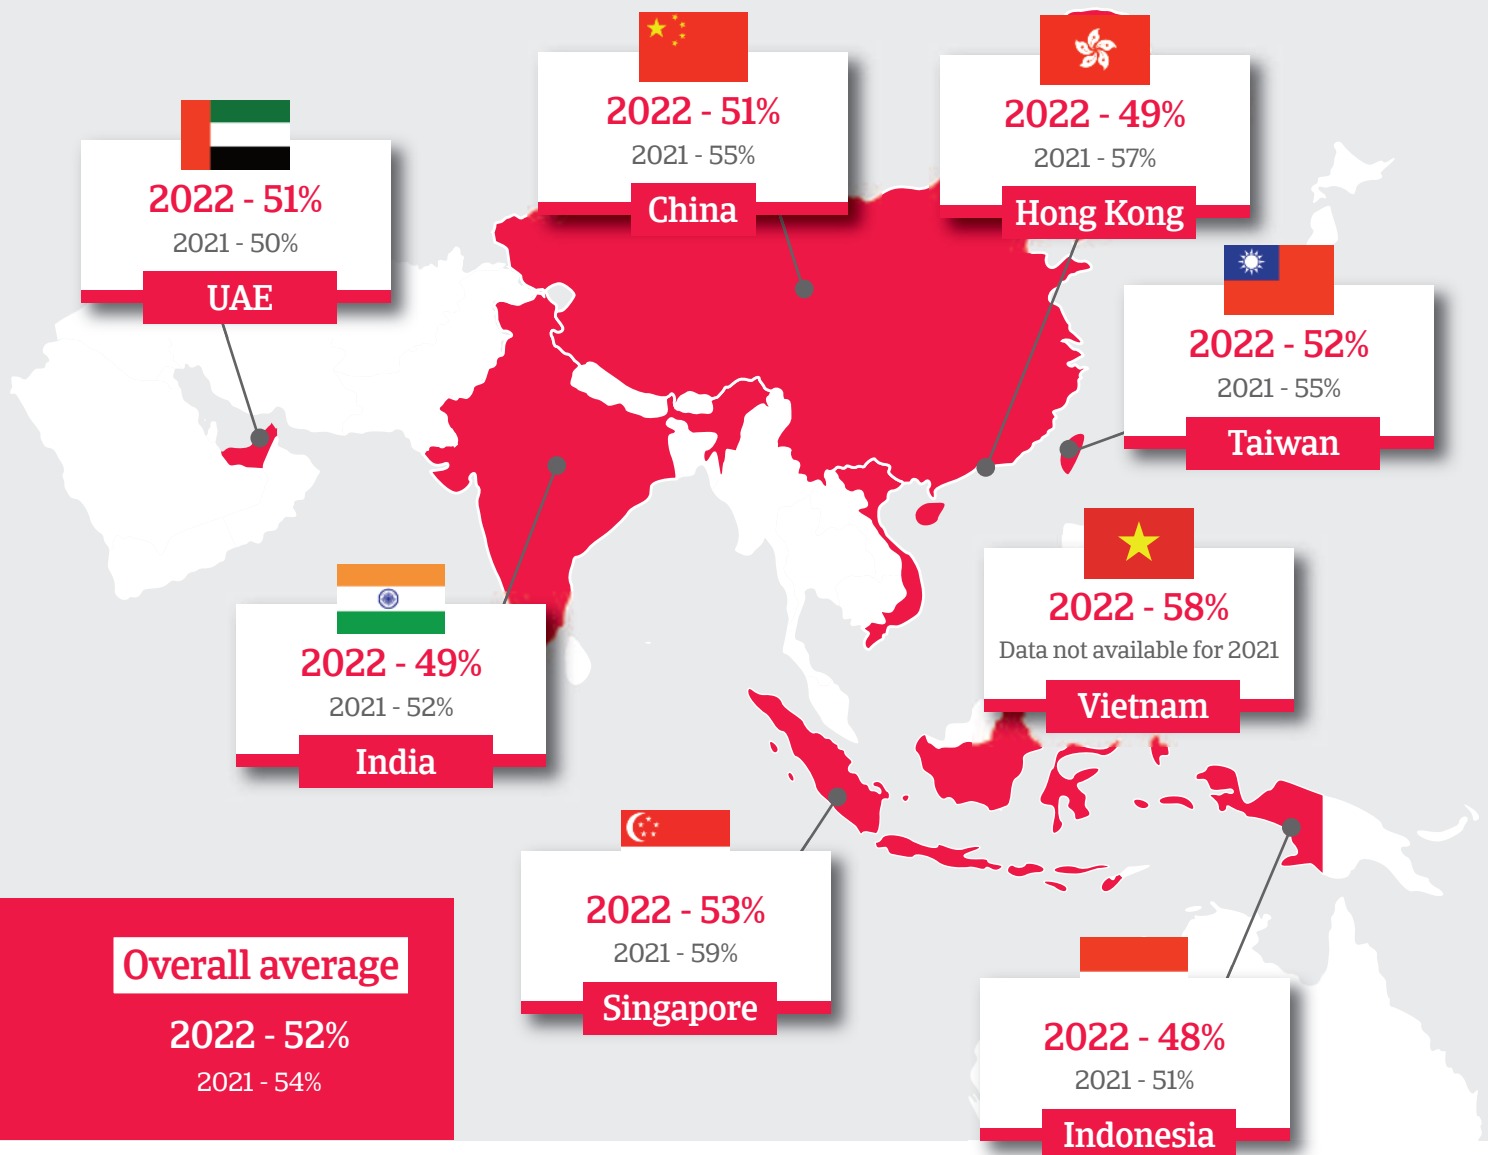 2022 - 51%
2021 - 55%
China
2022 - 49%
2021 - 57%
Hong Kong
2022 - 51%
2021 - 50%
UAE
2022 - 52%
2021 - 55%
Taiwan
2022 - 58%
Data not available for 2021
Vietnam
2022 - 49%
2021 - 52%
India
2022 - 53%
2021 - 59%
Singapore
2022 - 48%
2021 - 51%
Indonesia
Overall average
2022 - 52%
2021 - 54%